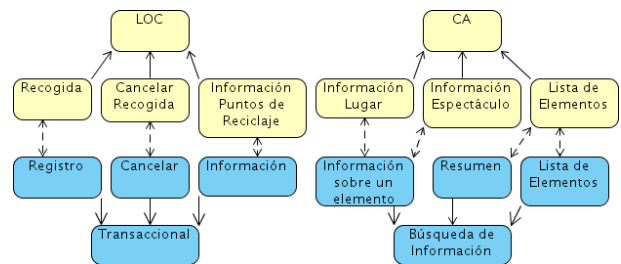 LOC
CA
Recogida
Cancelar
Recogida
Información
Puntos de
Reciclaje
Información
Lugar
Información
Espectáculo
Lista de
Elementos
Registro
Cancelar
Información
Información
sobre un
elemento
Resumen
Lista de
Elementos
Transaccional
Búsqueda de
Información